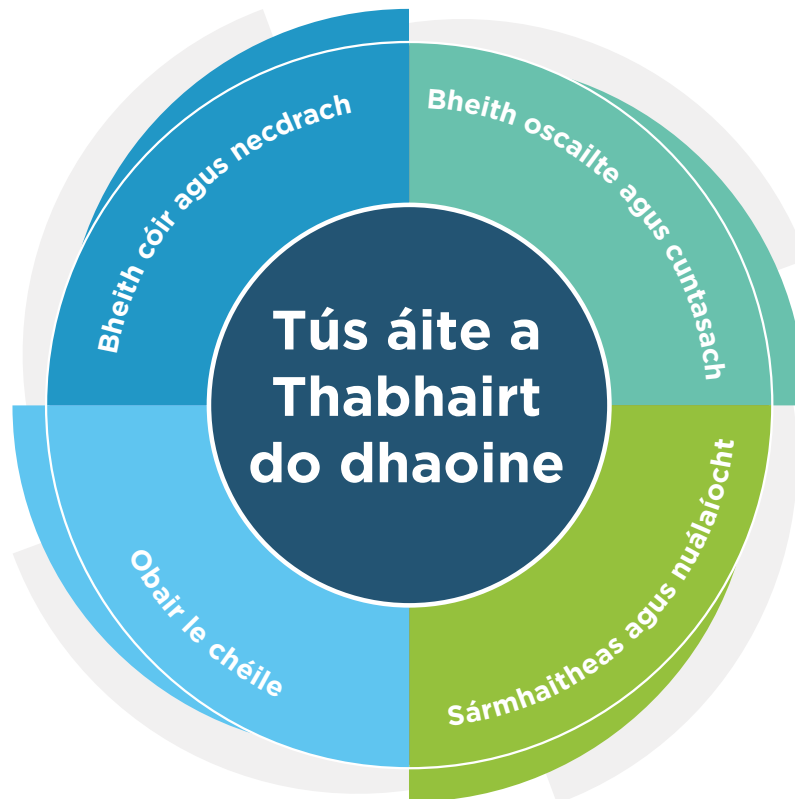 Tús áite a
Thabhairt
do dhaoine
Bheith cóir agus necdrach
Bheith oscailte agus cuntasach
Sármhaitheas agus nuálaíocht
Obair le chéile